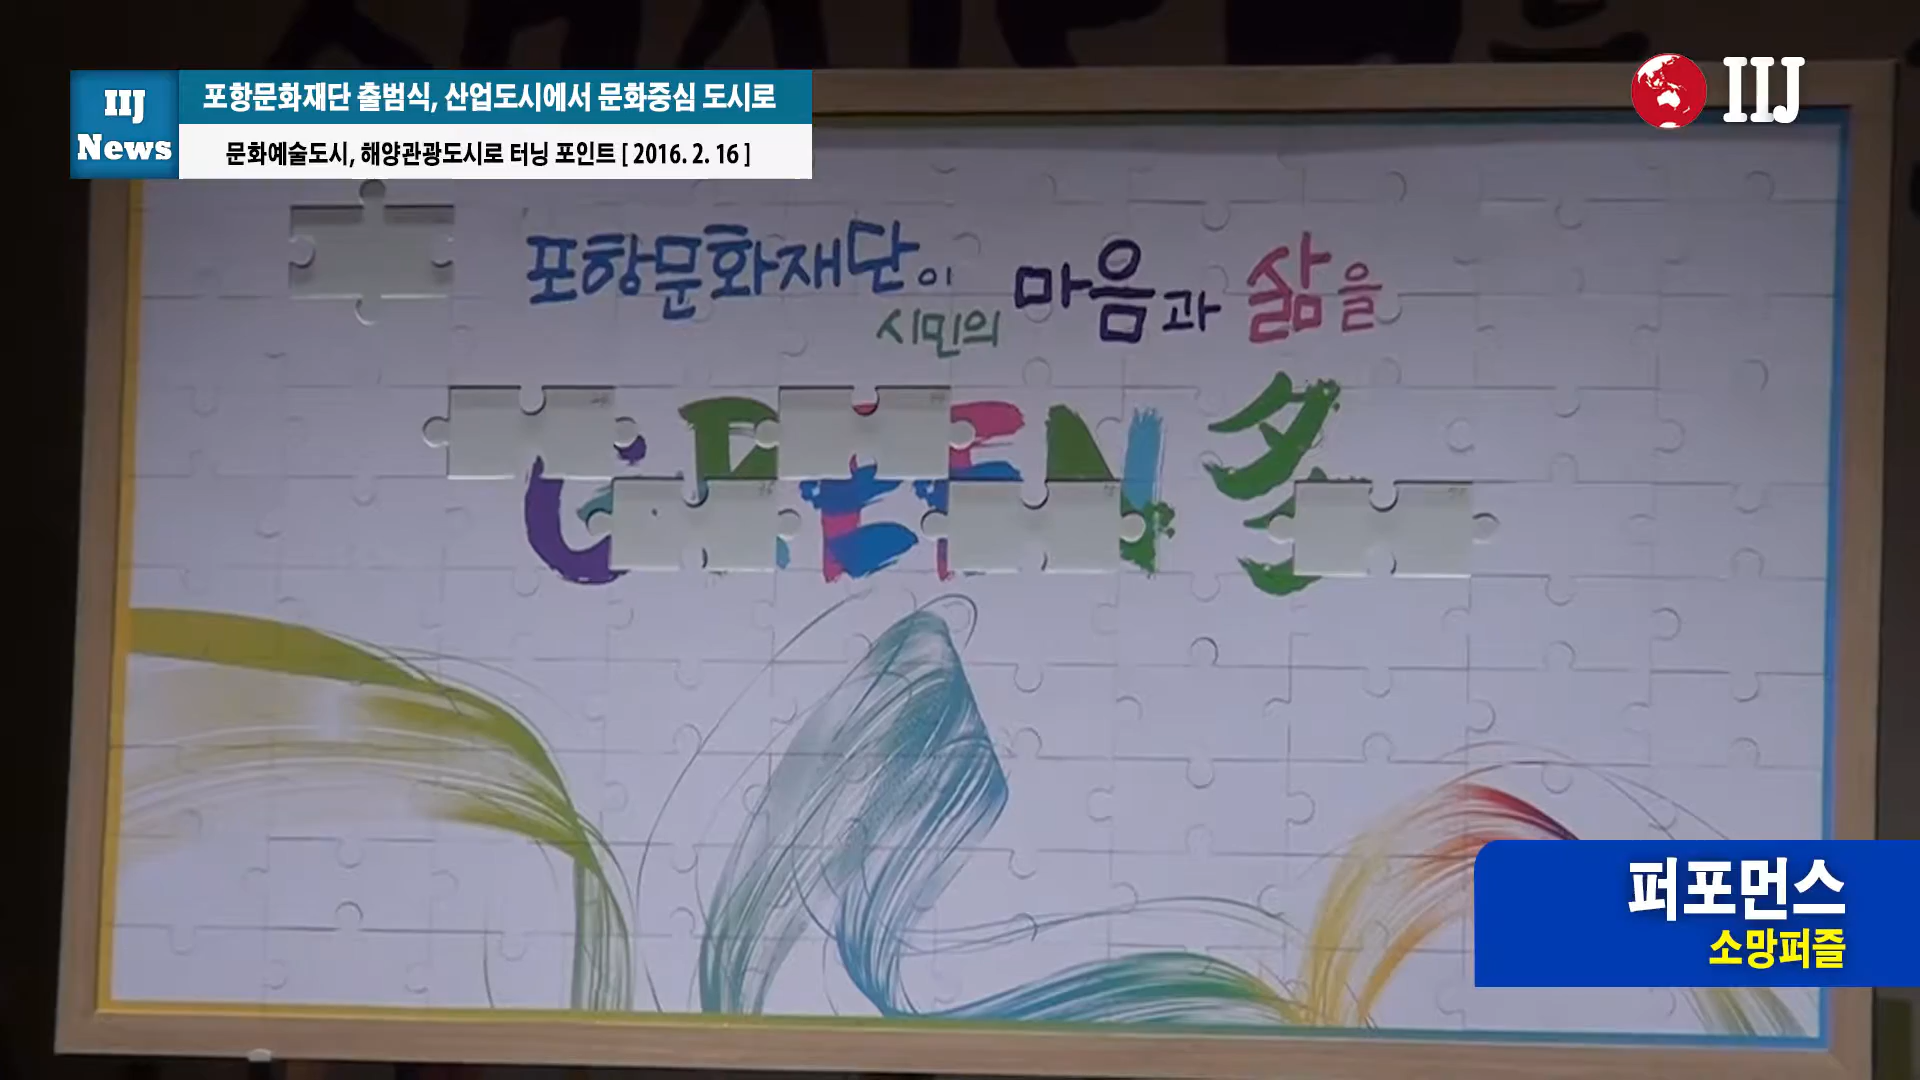 IIJ
News
포항문화재단 출범식, 산업도시에서 문화중심 도시로
문화예술도시, 해양관광도시로 터닝 포인트 [ 2016. 2. 16 ]
IIJ
포항문화재단이
시민의 마음과 삶을
퍼포먼스
소망퍼즐